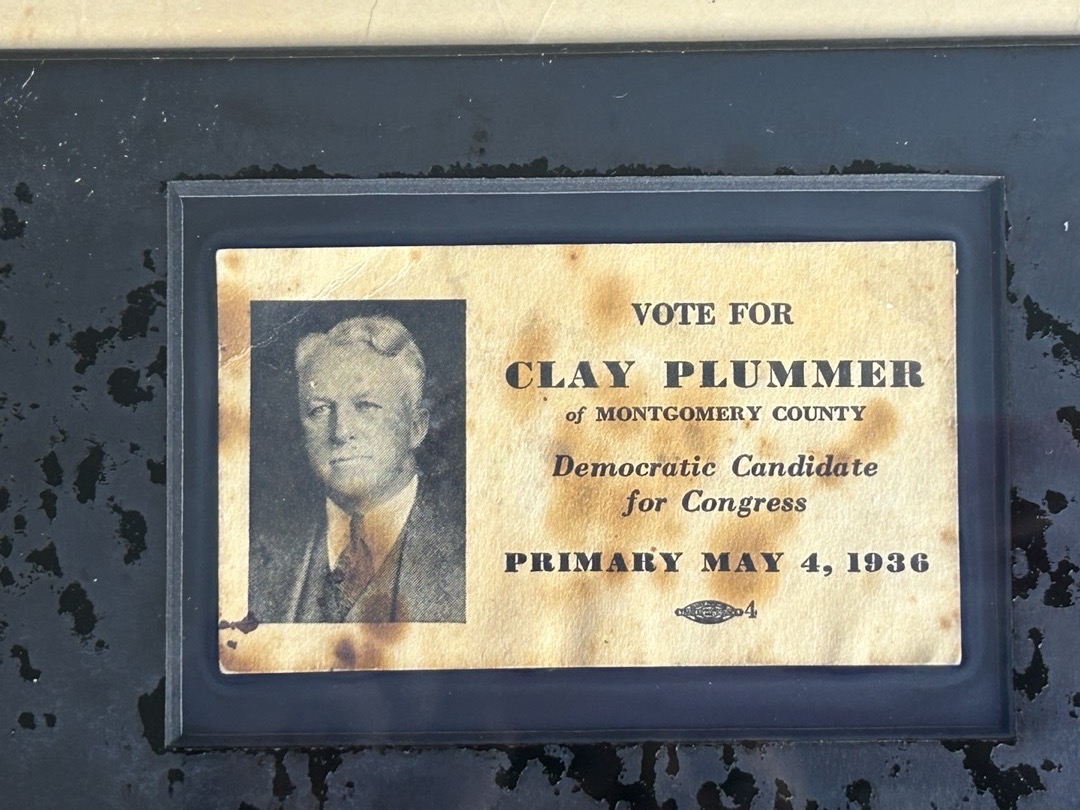 VOTE FOR
CLAY PLUMMER
of MONTGOMERY COUNTY
Democratic Candidate
for Congress
PRIMARY MAY 4, 1936
4